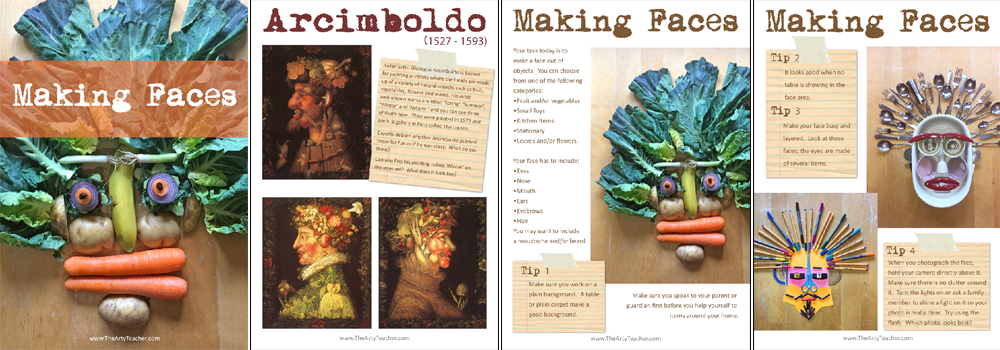 Making Faces
www.TheArtyTeacher.com
Arcimboldo
(1527 - 1593)
for painting portraits where the heads are made
up of a variety of natural objects such as fruit,
vegetables, flowers and leaves. His most
well known works are titled "Spring", "Summer",
"Winter" and "Autumn" and you can see three
of them here. They were painted in 1573 and
are in a gallery in Paris called the Louvre.
Experts debate whether Arcimboldo painted
these for fun or if he was crazy. What do you
think?
Can you find his painting called 'Winter' on
the internet? What does it look like?
www.TheArtyTeacher.com
Making Faces
Your task today is to
make a face out of
objects. You can choose
from one of the following
categories:
•Fruit and/or vegetables
•Small Toys
•Kitchen Items
•Stationary
•Leaves and/or flowers.
Your face has to include:
•Eyes
•Nose
•Mouth
•Ears
•Eyebrows
•Hair
You may want to include
a moustache and/or beard.
Tip 1
Make sure you work on a
plain background. A table
or plain carpet make a
good background.
Make sure you speak to your parent or
guardian first before you help yourself to
items around your home.
www.TheArtyTeacher.com
Making Faces
Tip 2
It looks good when no
table is showing in the
face area.
Tip 3
Make your face busy and
layered. Look at these
faces; the eyes are made
of several items.
Tip 4
When you photograph the face,
hold your camera directly above it.
Make sure there is no clutter around
it. Turn the lights on or ask a family
member to shine a light on it so your
photo is really clear. Try using the
flash. Which photo looks best?
www.TheArtyTeacher.com